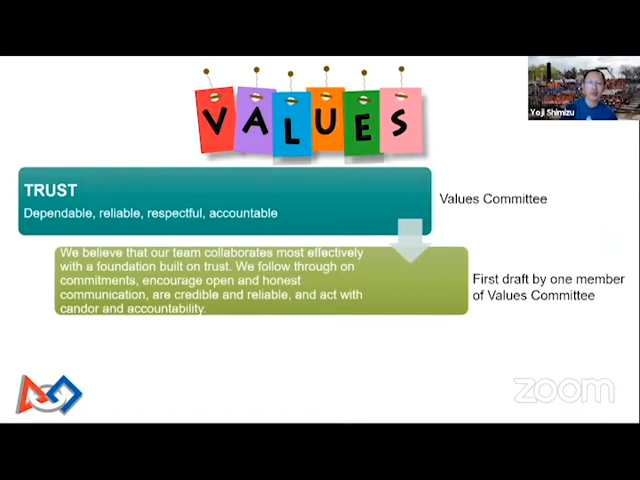 VALUES
Yoji Shimizu
TRUST
Dependable, reliable, respectful, accountable
Values Committee
We believe that our team collaborates most effectively
with a foundation built on trust. We follow through on
commitments, encourage open and honest
communication, are credible and reliable, and act with
candor and accountability.
First draft by one member
of Values Committee
zoom